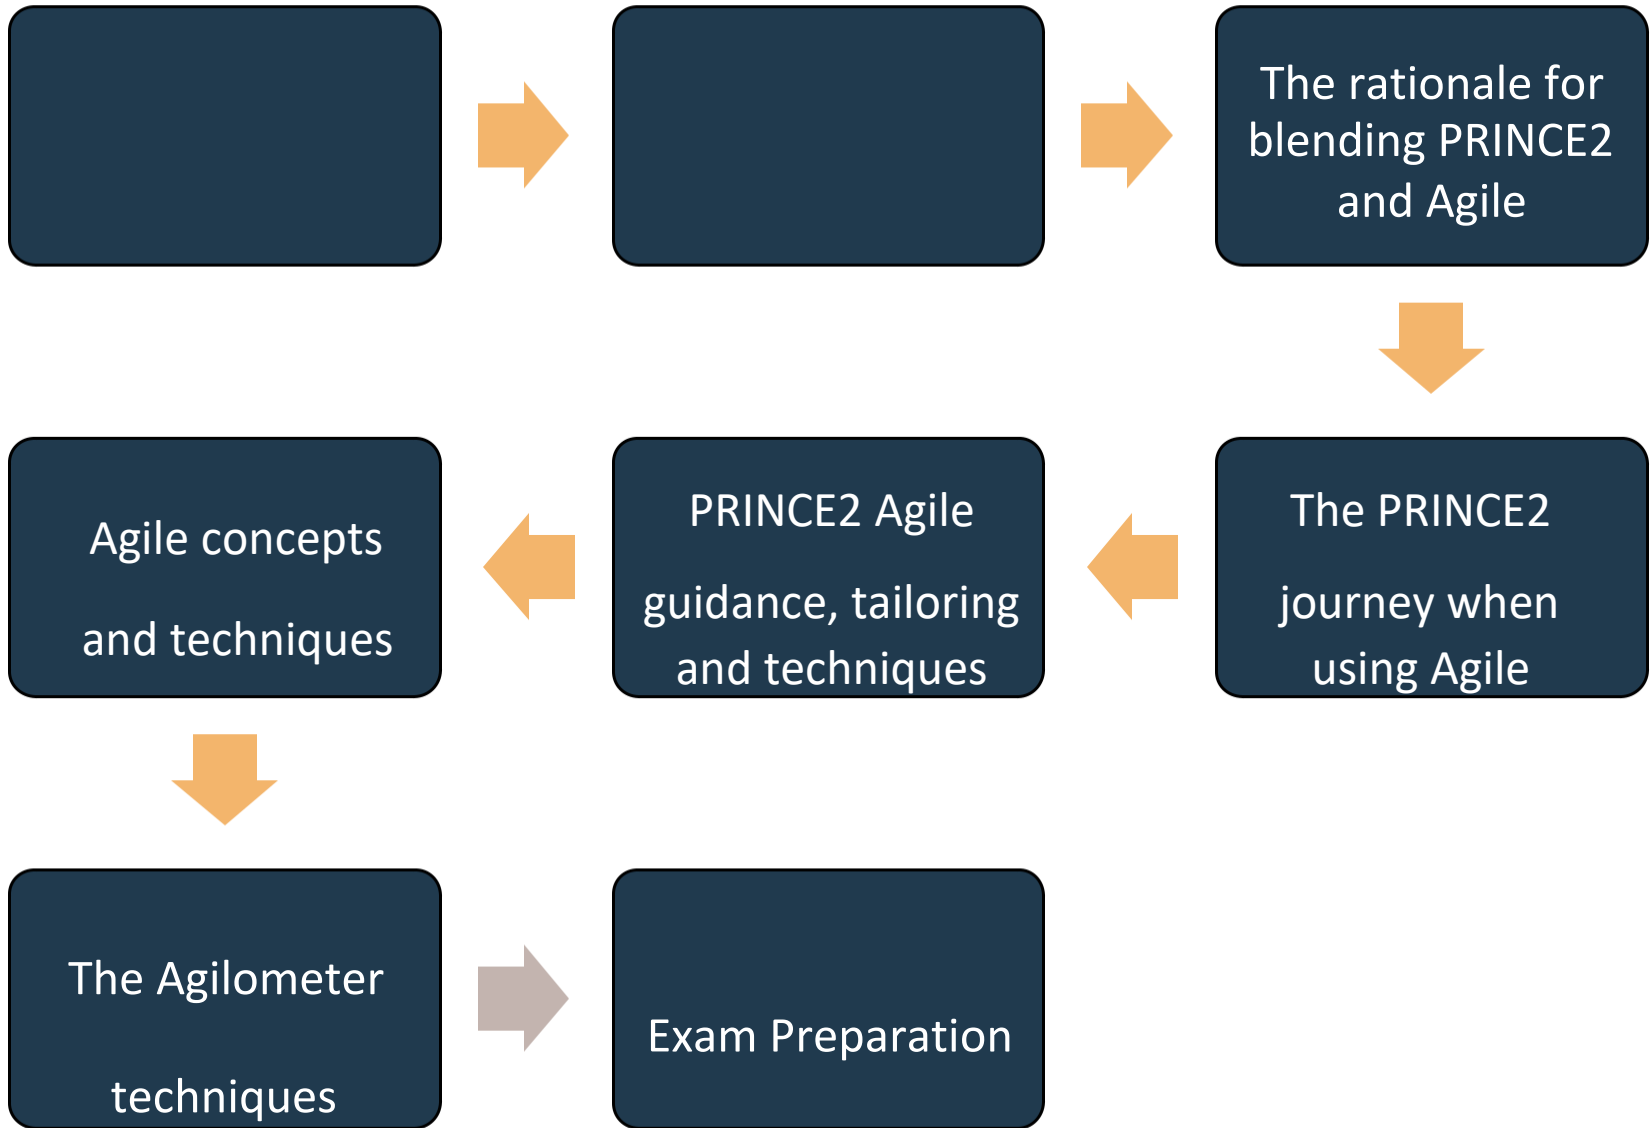 The rationale for
blending PRINCE2
and Agile
The PRINCE2
journey when
using Agile
PRINCE2 Agile
guidance, tailoring
and techniques
Agile concepts
and techniques
The Agilometer
techniques
Exam Preparation